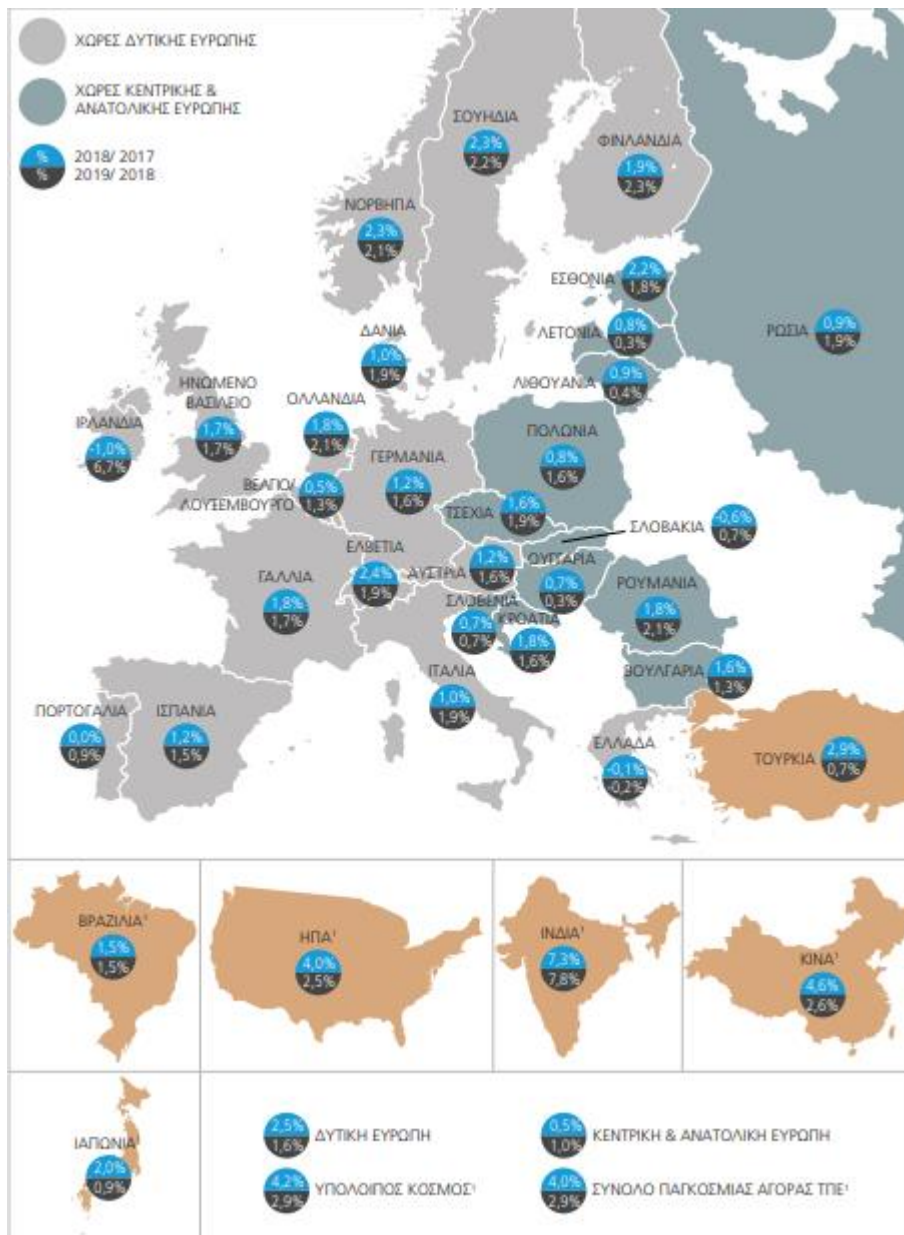 ΧΩΡΕΣ ΔΥΤΙΚΗΣ ΕΥΡΩΠΗΣ
ΧΩΡΕΣ ΚΕΝΤΡΙΚΗΣ &
ΑΝΑΤΟΛΙΚΗΣ ΕΥΡΩΠΗΣ
%
%
2018/ 2017
2019/ 2018
ΣΟΥΗΔΙΑ
2,3%
2,2%
ΦΙΝΛΑΝΔΙΑ
1,9%
2,3%
ΝΟΡΒΗΓΙΑ
2,3%
2,1%
ΕΣΘΟΝΙΑ
2,2%
1,8%
ΛΕΤΟΝΙΑ
0,8%
0,3%
ΡΩΣΙΑ
0,9%
1,9%
ΔΑΝΙΑ
1,0%
1,9%
ΛΙΘΟΥΑΝΙΑ
0,9%
0,4%
ΗΝΩΜΕΝΟ
ΒΑΣΙΛΕΙΟ
1,7%
1,7%
ΙΡΛΑΝΔΙΑ
-1,0%
6,7%
ΟΛΛΑΝΔΙΑ
1,8%
2,1%
ΓΕΡΜΑΝΙΑ
1,2%
1,6%
ΠΟΛΩΝΙΑ
0,8%
1,6%
ΒΕΛΓΙΟ/
ΛΟΥΞΕΜΒΟΥΡΓΟ
0,5%
1,3%
ΤΣΕΧΙΑ
1,6%
1,9%
ΣΛΟΒΑΚΙΑ
-0,6%
0,7%
ΕΛΒΕΤΙΑ
2,4%
1,9%
ΑΥΣΤΡΙΑ
1,2%
1,6%
ΟΥΓΓΑΡΙΑ
0,7%
0,3%
ΓΑΛΛΙΑ
1,8%
1,7%
ΡΟΥΜΑΝΙΑ
1,8%
2,1%
ΣΛΟΒΕΝΙΑ
0,7%
0,7%
ΚΡΟΑΤΙΑ
1,8%
1,6%
ΒΟΥΛΓΑΡΙΑ
1,6%
1,3%
ΙΤΑΛΙΑ
1,0%
1,9%
ΠΟΡΤΟΓΑΛΙΑ
0,0%
0,9%
ΙΣΠΑΝΙΑ
1,2%
1,5%
ΕΛΛΑΔΑ
-0,1%
-0,2%
ΤΟΥΡΚΙΑ
2,9%
0,7%
ΒΡΑΖΙΛΙΑ¹
1,5%
1,5%
ΗΠΑ¹
4,0%
2,5%
ΙΝΔΙΑ¹
7,3%
7,8%
ΚΙΝΑ¹
4,6%
2,6%
ΙΑΠΩΝΙΑ¹
2,0%
0,9%
2,5%
1,6%
ΔΥΤΙΚΗ ΕΥΡΩΠΗ
0,5%
1,0%
ΚΕΝΤΡΙΚΗ & ΑΝΑΤΟΛΙΚΗ ΕΥΡΩΠΗ
4,2%
2,9%
ΥΠΟΛΟΙΠΟΣ ΚΟΣΜΟΣ¹
4,0%
2,9%
ΣΥΝΟΛΟ ΠΑΓΚΟΣΜΙΑΣ ΑΓΟΡΑΣ ΤΠΕ¹